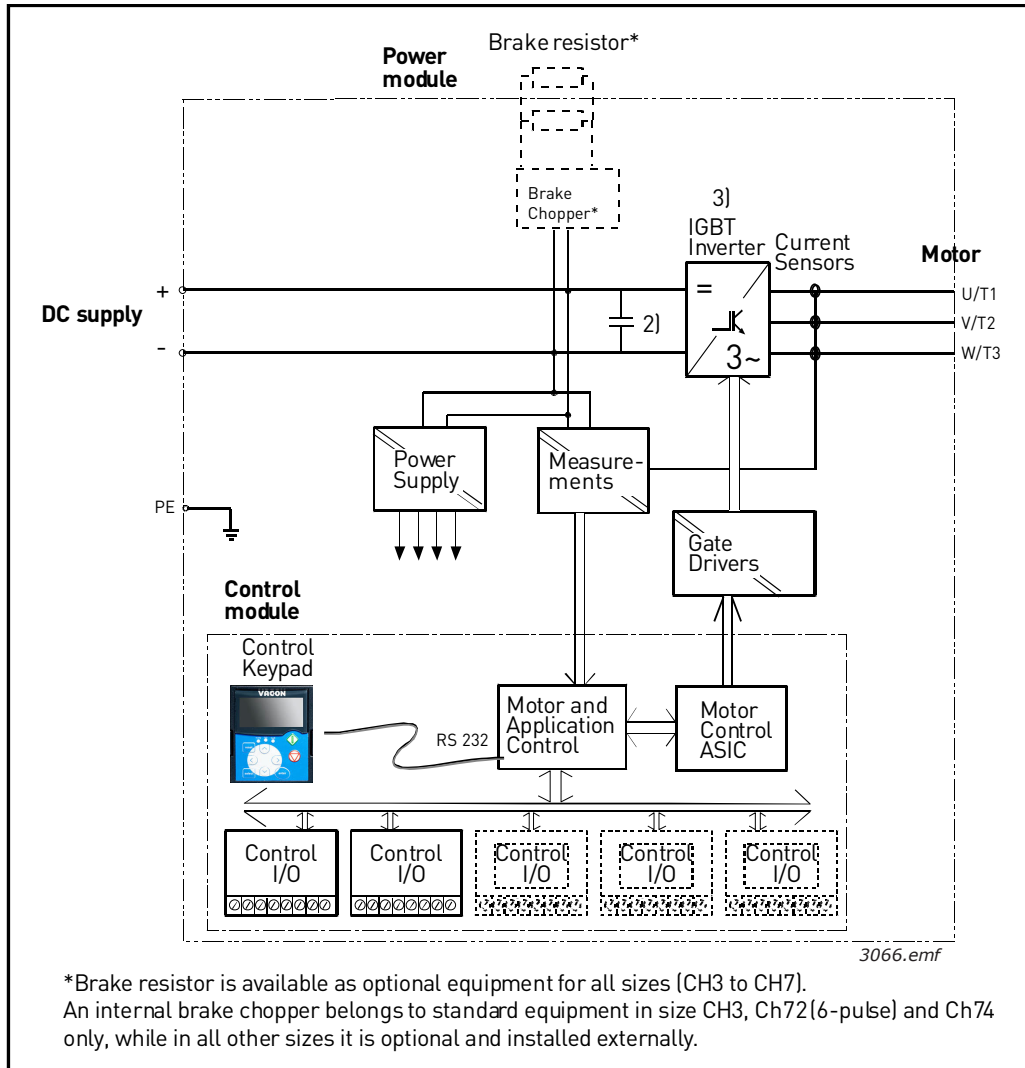 Brake resistor*
Power
module
Brake
Chopper*
3)
IGBT
Inverter
Current
Sensors
Motor
+
DC supply
-
2)
=
3~
U/T1
V/T2
W/T3
Power
Supply
Measure-
ments
PE
Gate
Drivers
Control
module
Control
Keypad
VACON
RS 232
Motor and
Application
Control
Motor
Control
ASIC
Control
I/O
Control
I/O
Control
I/O
Control
I/O
Control
I/O
3066.emf
*Brake resistor is available as optional equipment for all sizes (CH3 to CH7).
An internal brake chopper belongs to standard equipment in size CH3, Ch72(6-pulse) and Ch74
only, while in all other sizes it is optional and installed externally.